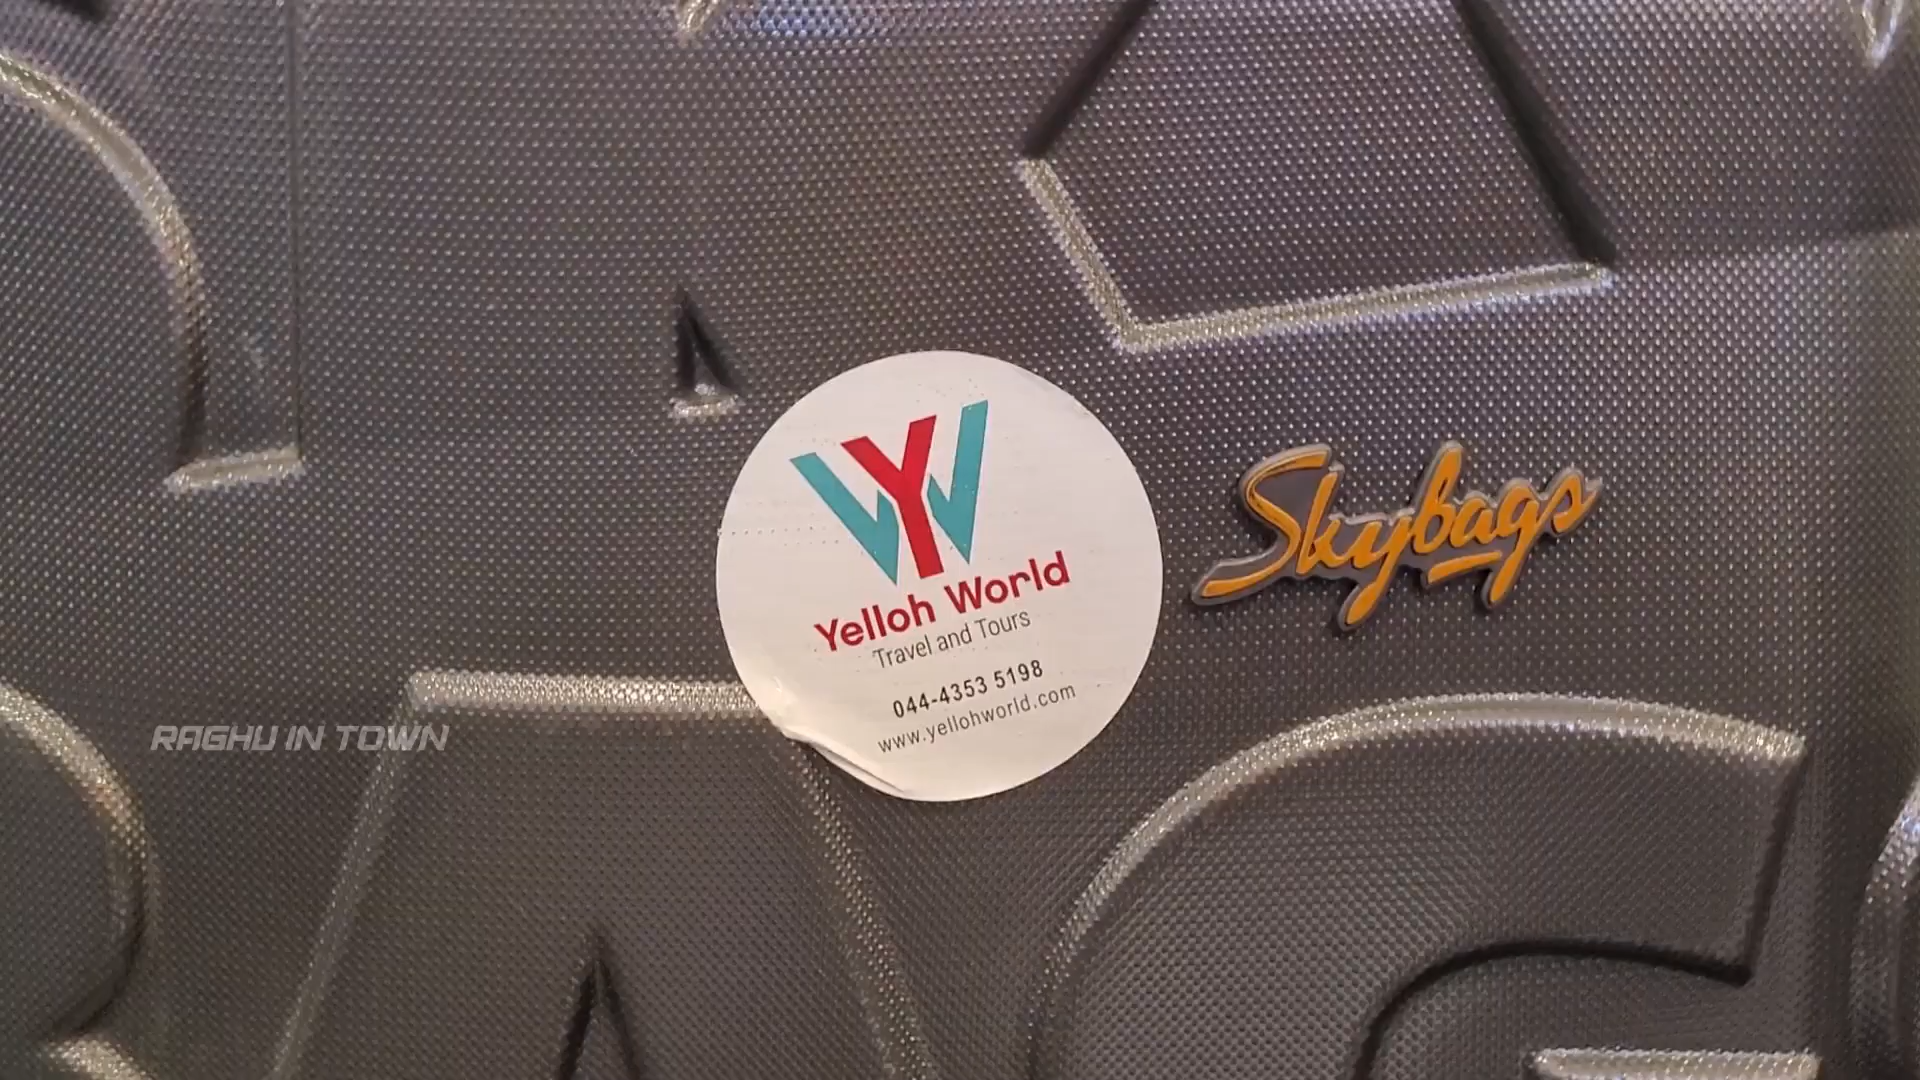 Yelloh World
Travel and Tours
044-4353 5198
www.yellohworld.com
Skybags
RAGHU IN TOWN